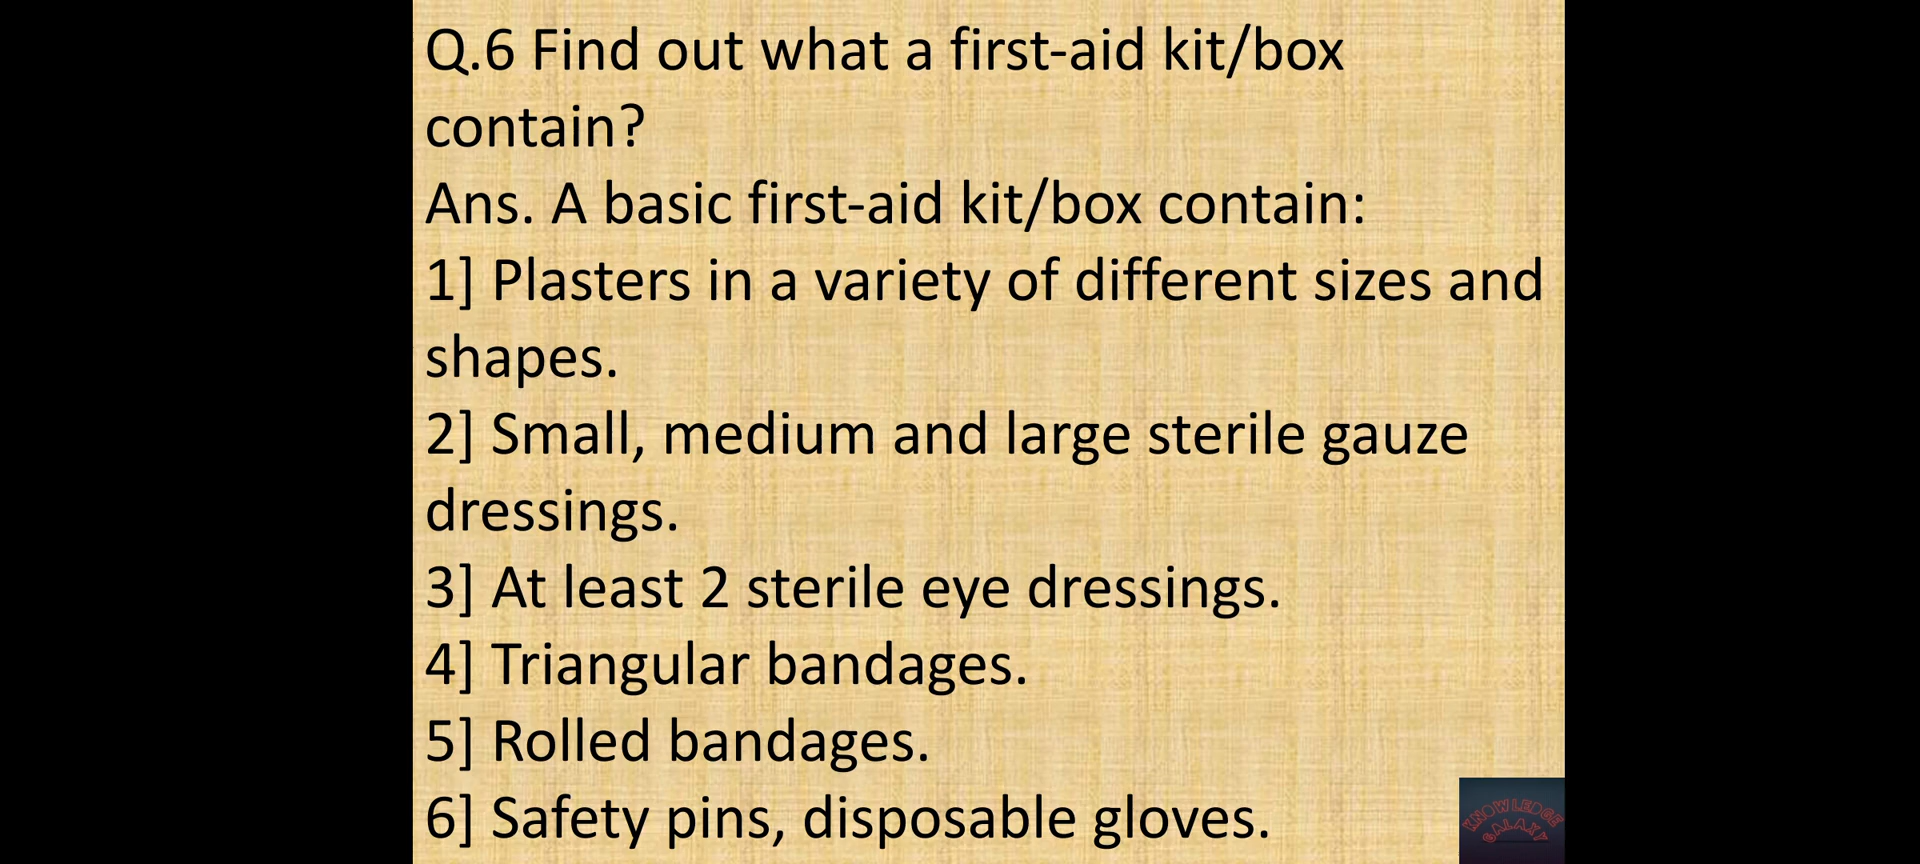 Q.6 Find out what a first-aid kit/box
contain?
Ans. A basic first-aid kit/box contain:
1] Plasters in a variety of different sizes and
shapes.
2] Small, medium and large sterile gauze
dressings.
3] At least 2 sterile eye dressings.
4] Triangular bandages.
5] Rolled bandages.
6] Safety pins, disposable gloves.
KNOWLEDGE
GALAXY